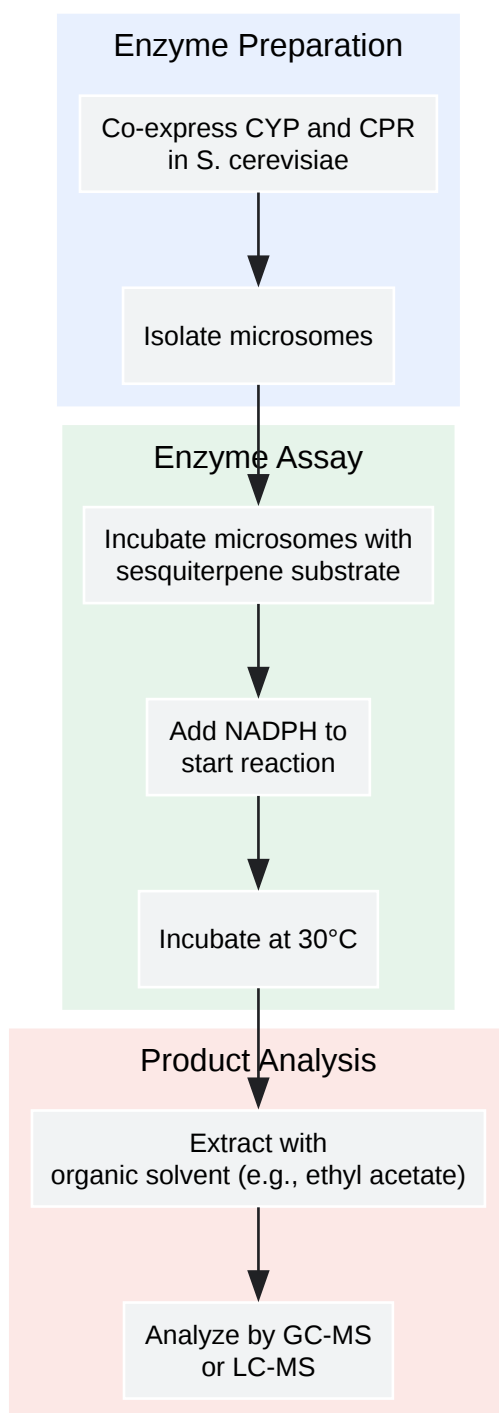 Enzyme Preparation
Co-express CYP and CPR
in S. cerevisiae
Isolate microsomes
Enzyme Assay
Incubate microsomes with
sesquiterpene substrate
Add NADPH to
start reaction
Incubate at 30°C
Product Analysis
Extract with
organic solvent (e.g., ethyl acetate)
Analyze by GC-MS
or LC-MS